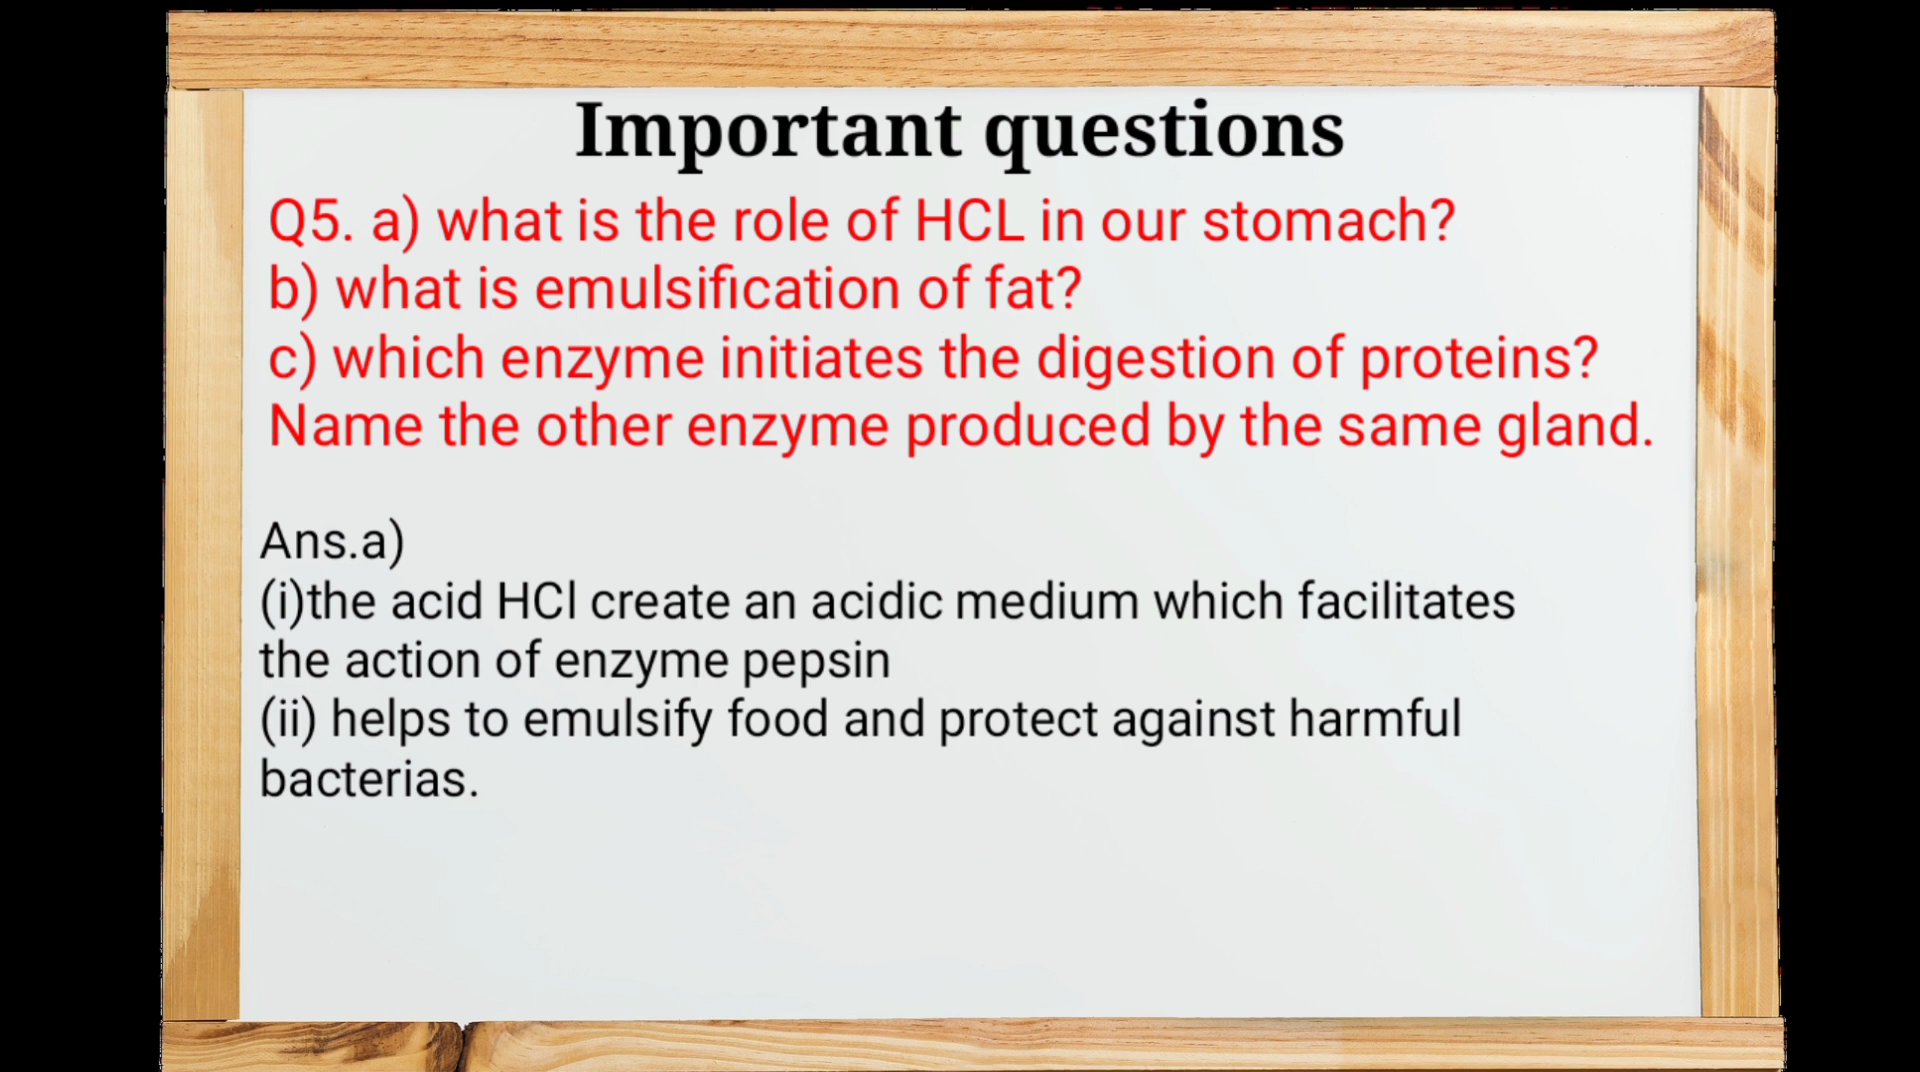 Important questions
Q5. a) what is the role of HCL in our stomach?
b) what is emulsification of fat?
c) which enzyme initiates the digestion of proteins?
Name the other enzyme produced by the same gland.
Ans.a)
(i)the acid HCl create an acidic medium which facilitates
the action of enzyme pepsin
(ii) helps to emulsify food and protect against harmful
bacterias.